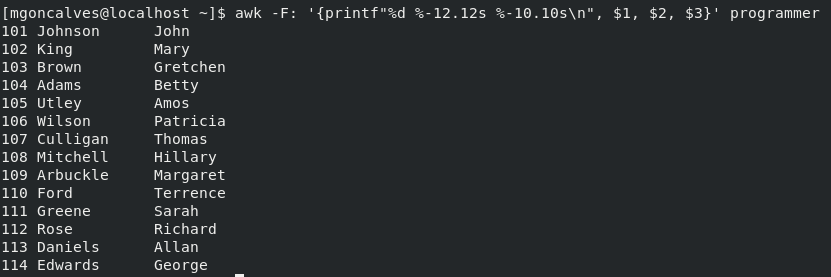 [mgoncalves@localhost ~]$ awk -F: '{printf"%d %-12.12s %-10.10s\n", $1, $2, $3}' programmer
101 Johnson      John
102 King         Mary
103 Brown        Gretchen
104 Adams        Betty
105 Utley        Amos
106 Wilson       Patricia
107 Culligan     Thomas
108 Mitchell     Hillary
109 Arbuckle     Margaret
110 Ford         Terrence
111 Greene       Sarah
112 Rose         Richard
113 Daniels      Allan
114 Edwards      George